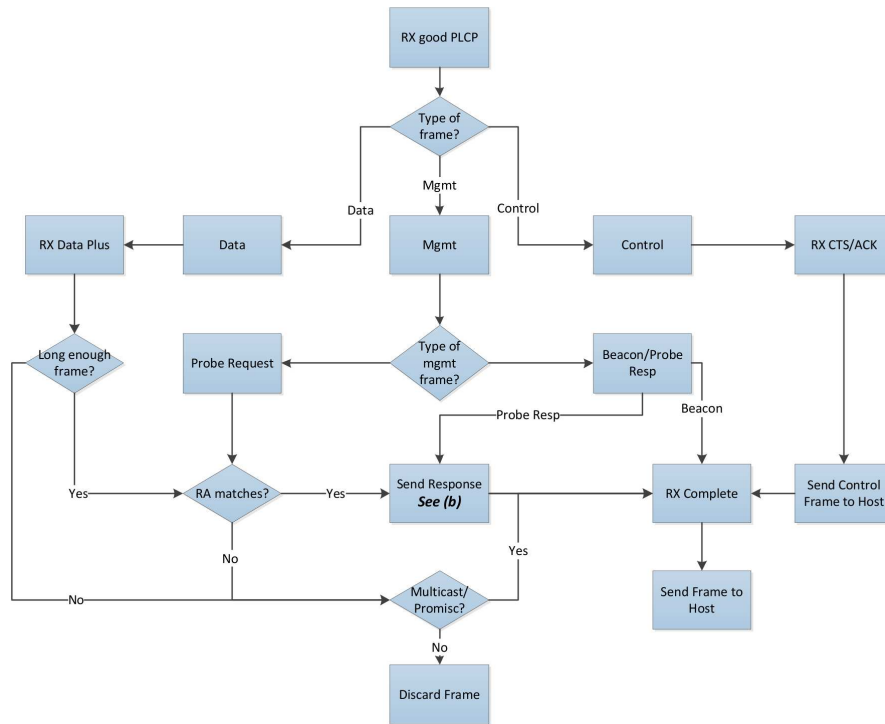 RX good PLCP
Type of
frame?
Mgmt
Data
Control
RX Data Plus
Data
Mgmt
Control
RX CTS/ACK
Long enough
frame?
Probe Request
Type of
mgmt
frame?
Beacon/Probe
Resp
Probe Resp
Beacon
Yes
RA matches?
Yes
Send Response
See (b)
RX Complete
Send Control
Frame to Host
No
Yes
No
Multicast/
Promisc?
Send Frame to
Host
No
Discard Frame